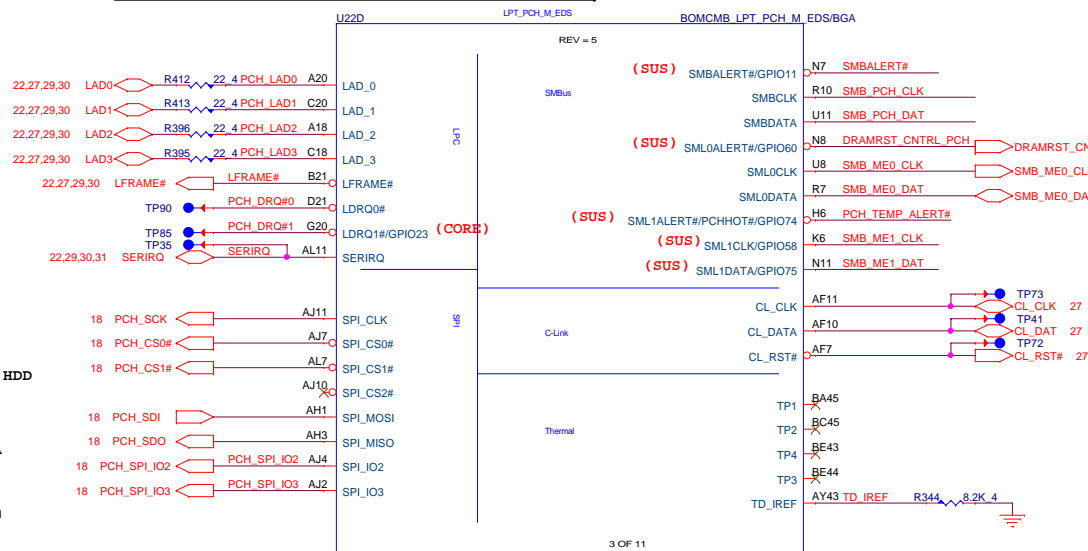 U22D LPT_PCH_M_EDS BOMCMB_LPT_PCH_M_EDS/BGA
REV = 5
22,27,29,30 LAD0 R412 22_4 PCH_LAD0 A20 LAD_0
22,27,29,30 LAD1 R413 22_4 PCH_LAD1 C20 LAD_1
22,27,29,30 LAD2 R396 22_4 PCH_LAD2 A18 LAD_2
22,27,29,30 LAD3 R395 22_4 PCH_LAD3 C18 LAD_3
22,27,29,30 LFRAME# LFRAME# B21 LFRAME#
TP90 PCH_DRQ#0 D21 LDRQ0#
TP85 PCH_DRQ#1 G20 LDRQ1#/GPIO23 (CORE)
TP35
22,29,30,31 SERIRQ SERIRQ AL11 SERIRQ
LPC
18 PCH_SCK AJ11 SPI_CLK
18 PCH_CS0# AJ7 SPI_CS0#
18 PCH_CS1# AL7 SPI_CS1#
HDD
AJ10 SPI_CS2#
18 PCH_SDI AH1 SPI_MOSI
18 PCH_SDO AH3 SPI_MISO
18 PCH_SPI_IO2 PCH_SPI_IO2 AJ4 SPI_IO2
18 PCH_SPI_IO3 PCH_SPI_IO3 AJ2 SPI_IO3
SPI
SMBus
(SUS) SMBALERT#/GPIO11 N7 SMBALERT#
SMBCLK R10 SMB_PCH_CLK
SMBDATA U11 SMB_PCH_DAT
(SUS) SML0ALERT#/GPIO60 N8 DRAMRST_CNTRL_PCH DRAMRST_CN
SML0CLK U8 SMB_ME0_CLK SMB_ME0_CL
SML0DATA R7 SMB_ME0_DAT SMB_ME0_DA
(SUS) SML1ALERT#/PCHHOT#/GPIO74 H6 PCH_TEMP_ALERT#
(SUS) SML1CLK/GPIO58 K6 SMB_ME1_CLK
(SUS) SML1DATA/GPIO75 N11 SMB_ME1_DAT
C-Link
TP73
CL_CLK AF11 CL_CLK 27
TP41
CL_DATA AF10 CL_DAT 27
TP72
CL_RST# AF7 CL_RST# 27
Thermal
TP1 BA45
TP2 BC45
TP4 BE43
TP3 BE44
TD_IREF AY43 TD_IREF R344 8.2K_4
3 OF 11